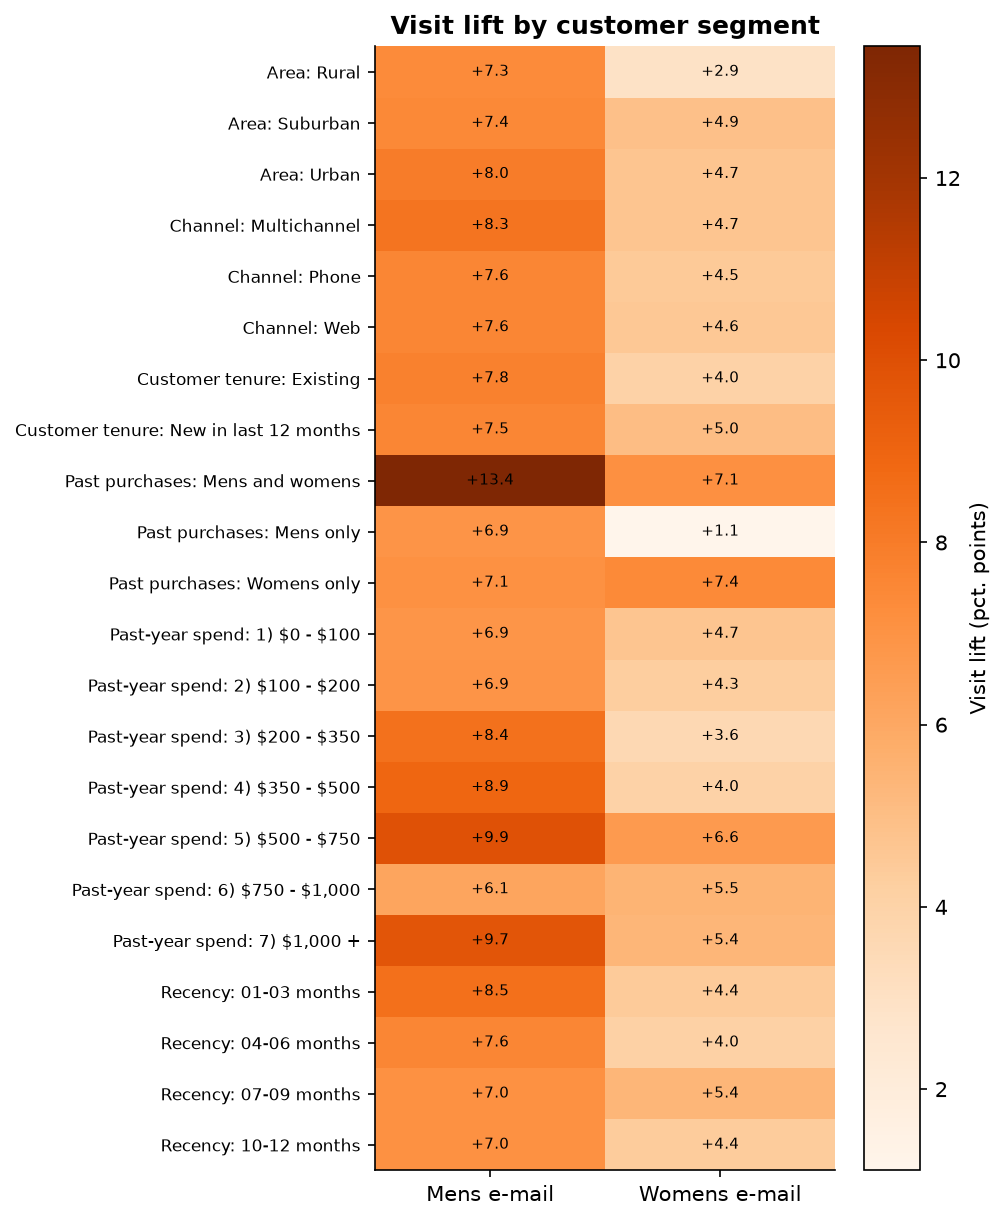 Visit lift by customer segment
Area: Rural +7.3 +2.9
Area: Suburban +7.4 +4.9
Area: Urban +8.0 +4.7
Channel: Multichannel +8.3 +4.7
Channel: Phone +7.6 +4.5
Channel: Web +7.6 +4.6
Customer tenure: Existing +7.8 +4.0
Customer tenure: New in last 12 months +7.5 +5.0
Past purchases: Mens and womens +13.4 +7.1
Past purchases: Mens only +6.9 +1.1
Past purchases: Womens only +7.1 +7.4
Past-year spend: 1) $0 - $100 +6.9 +4.7
Past-year spend: 2) $100 - $200 +6.9 +4.3
Past-year spend: 3) $200 - $350 +8.4 +3.6
Past-year spend: 4) $350 - $500 +8.9 +4.0
Past-year spend: 5) $500 - $750 +9.9 +6.6
Past-year spend: 6) $750 - $1,000 +6.1 +5.5
Past-year spend: 7) $1,000 + +9.7 +5.4
Recency: 01-03 months +8.5 +4.4
Recency: 04-06 months +7.6 +4.0
Recency: 07-09 months +7.0 +5.4
Recency: 10-12 months +7.0 +4.4
Mens e-mail Womens e-mail
12
10
8
6
4
2
Visit lift (pct. points)